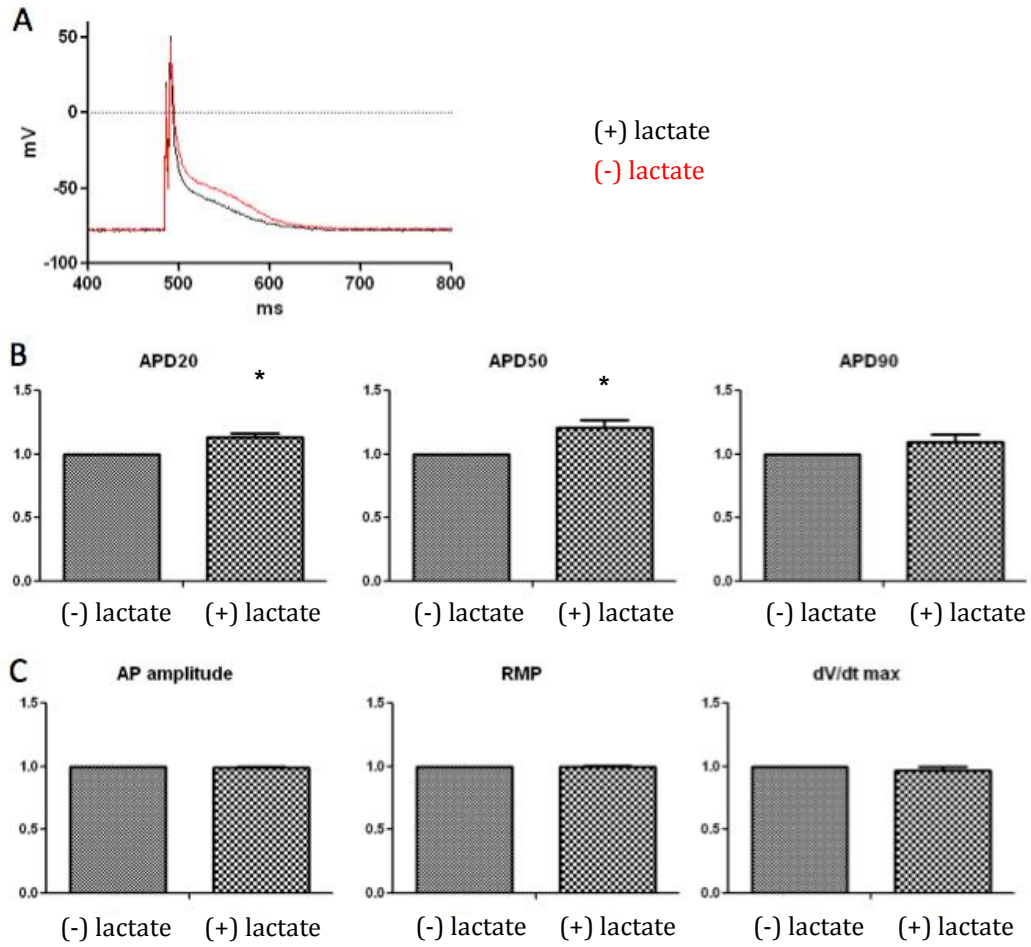 A
50
0
-50
-100
mV
400 500 600 700 800
ms
(+) lactate
(-) lactate
B
APD20
*
1.5
1.0
0.5
0.0
(-) lactate (+) lactate
APD50
*
1.5
1.0
0.5
0.0
(-) lactate (+) lactate
APD90
1.5
1.0
0.5
0.0
(-) lactate (+) lactate
C
AP amplitude
1.5
1.0
0.5
0.0
(-) lactate (+) lactate
RMP
1.5
1.0
0.5
0.0
(-) lactate (+) lactate
dV/dt max
1.5
1.0
0.5
0.0
(-) lactate (+) lactate